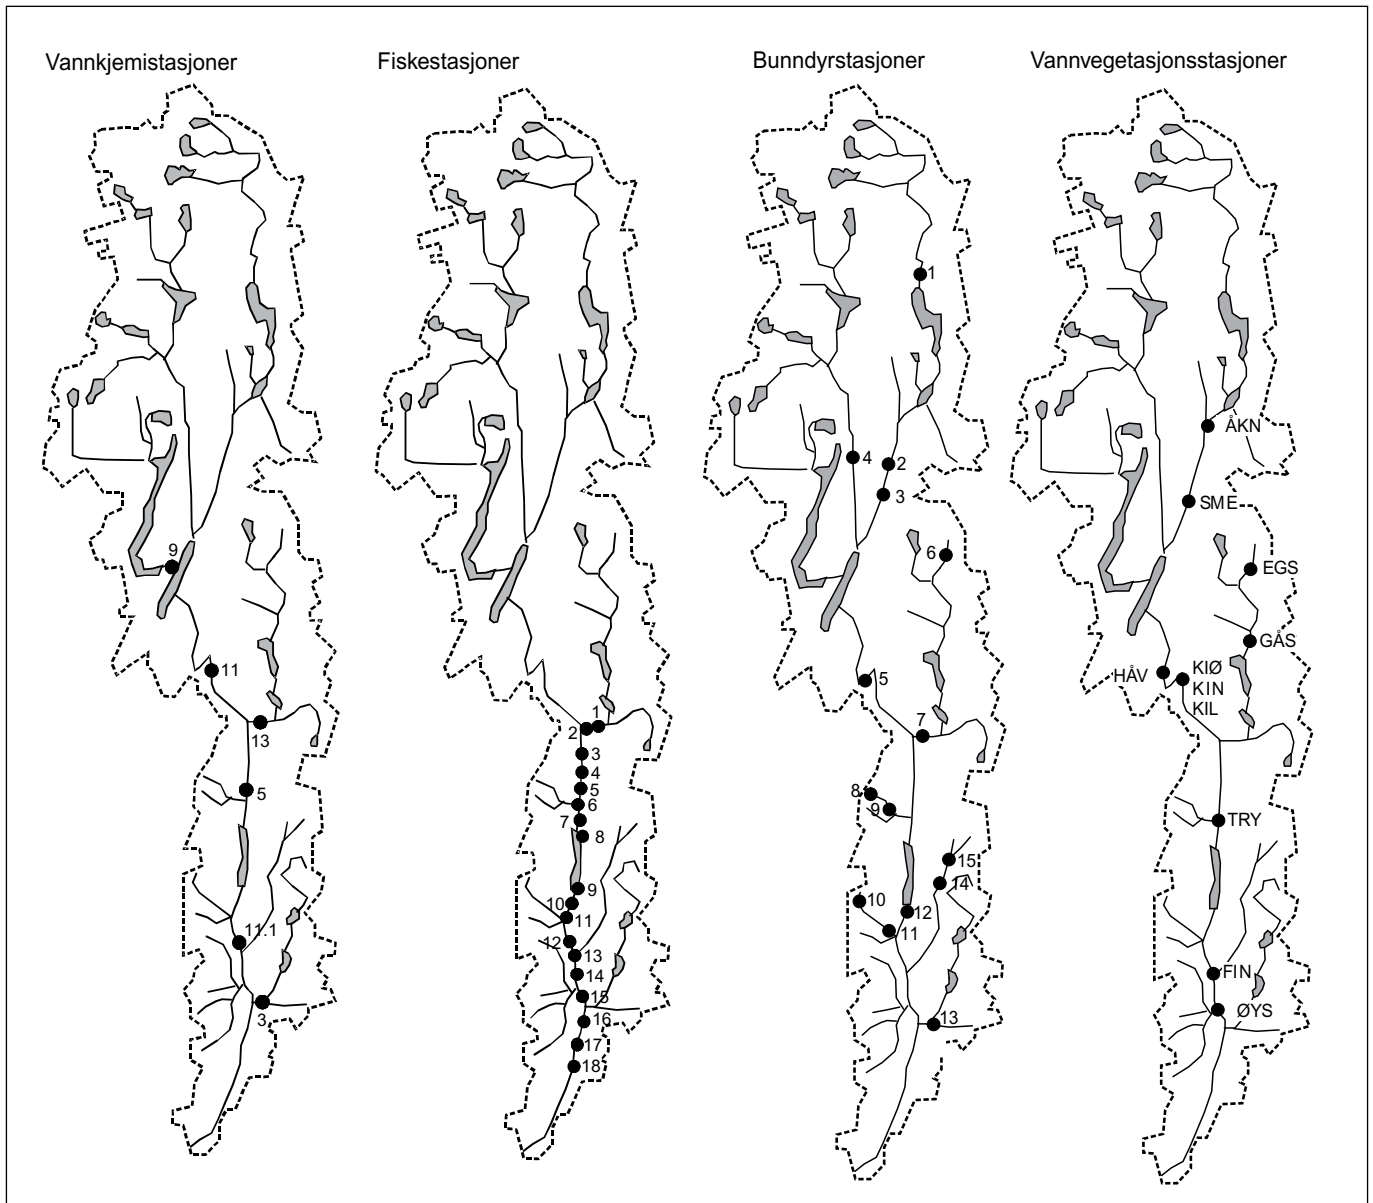 Vannkjemistasjoner
Fiskestasjoner
Bunndyrstasjoner
Vannvegetasjonsstasjoner
9
11
13
5
11.1
3
1
2
3
4
5
6
7
8
9
10
11
12
13
14
15
16
17
18
1
4
2
3
6
5
7
8
9
15
14
10
12
11
13
ÅKN
SME
EGS
GÅS
HÅV
KIØ
KIN
KIL
TRY
FIN
ØYS